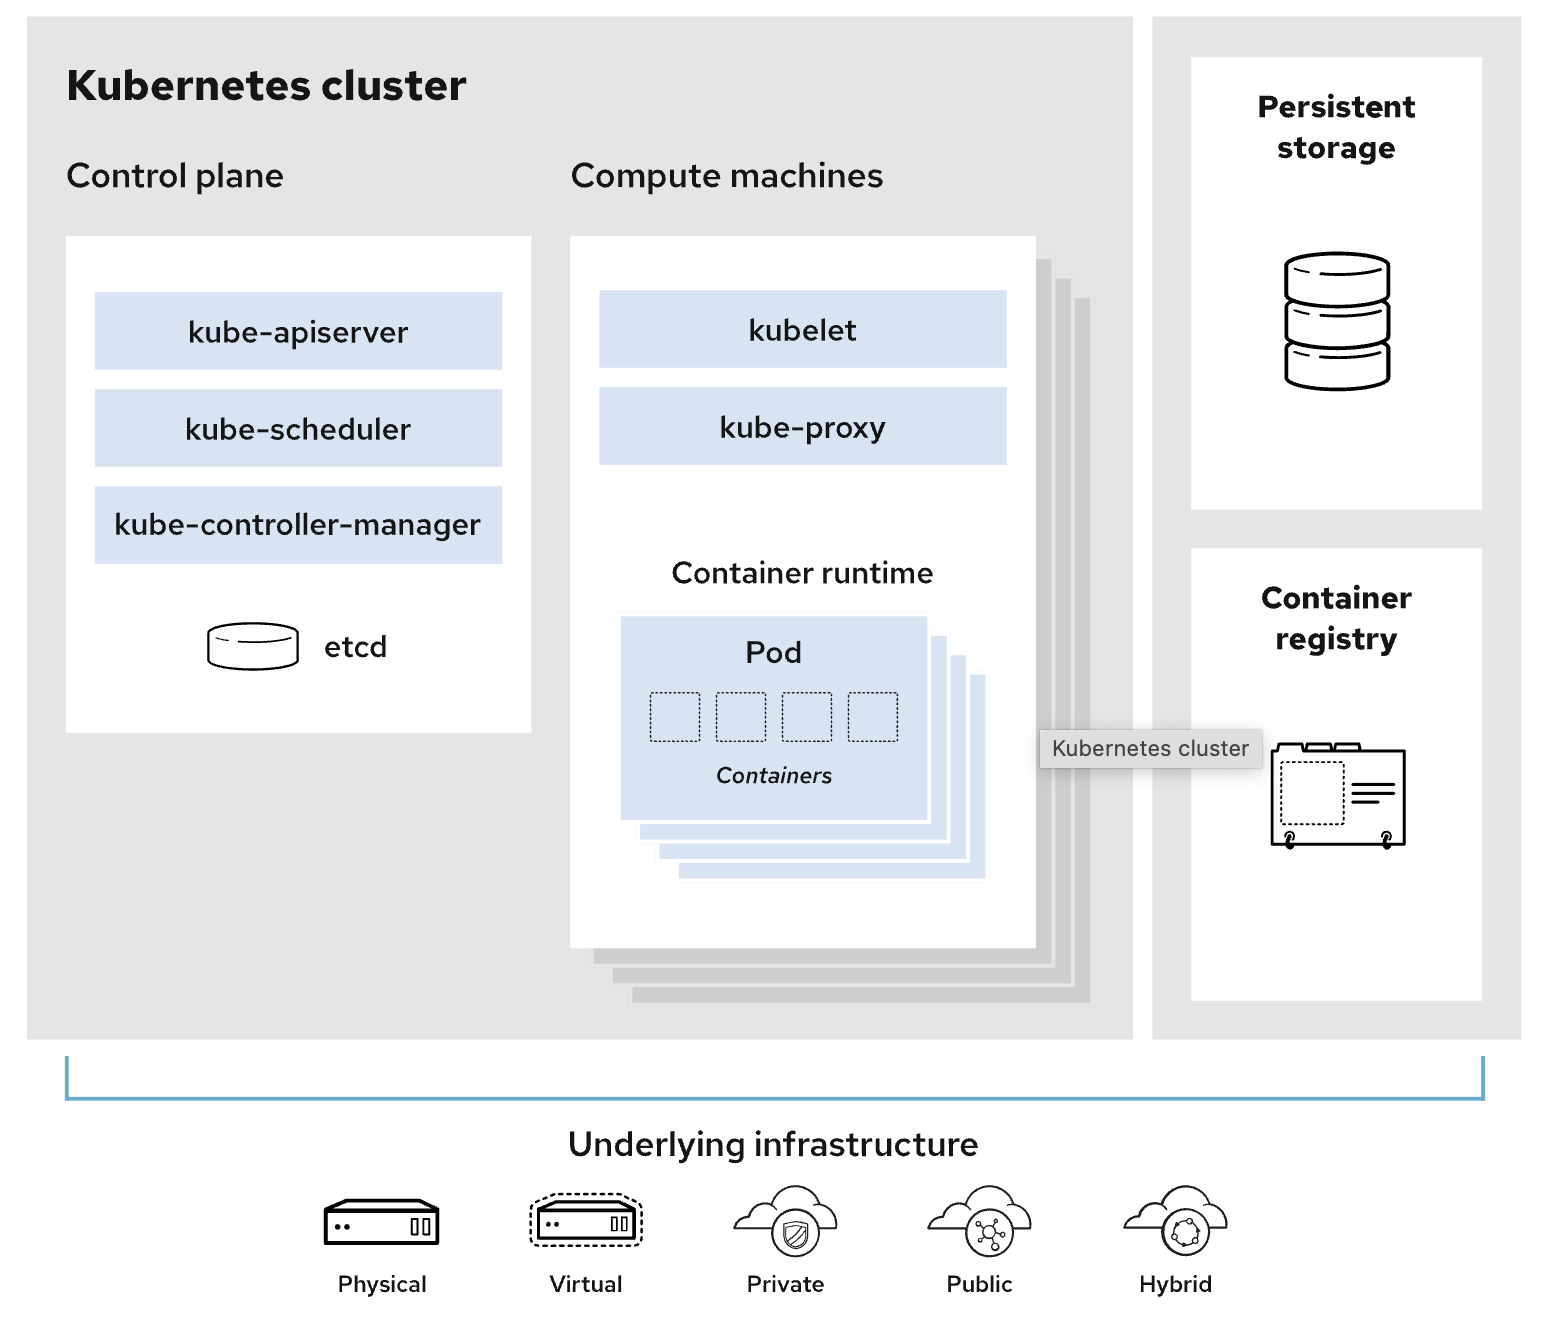 Kubernetes cluster
Control plane
kube-apiserver
kube-scheduler
kube-controller-manager
etcd
Compute machines
kubelet
kube-proxy
Container runtime
Pod
Containers
Kubernetes cluster
Persistent
storage
Container
registry
Underlying infrastructure
Physical
Virtual
Private
Public
Hybrid